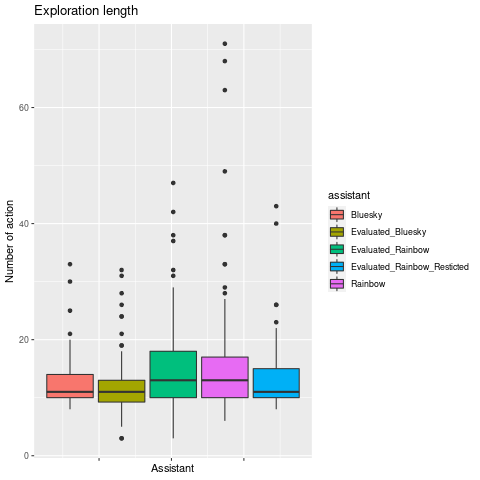 Exploration length
Number of action
60
40
20
0
Assistant
assistant
Bluesky
Evaluated_Bluesky
Evaluated_Rainbow
Evaluated_Rainbow_Resticted
Rainbow